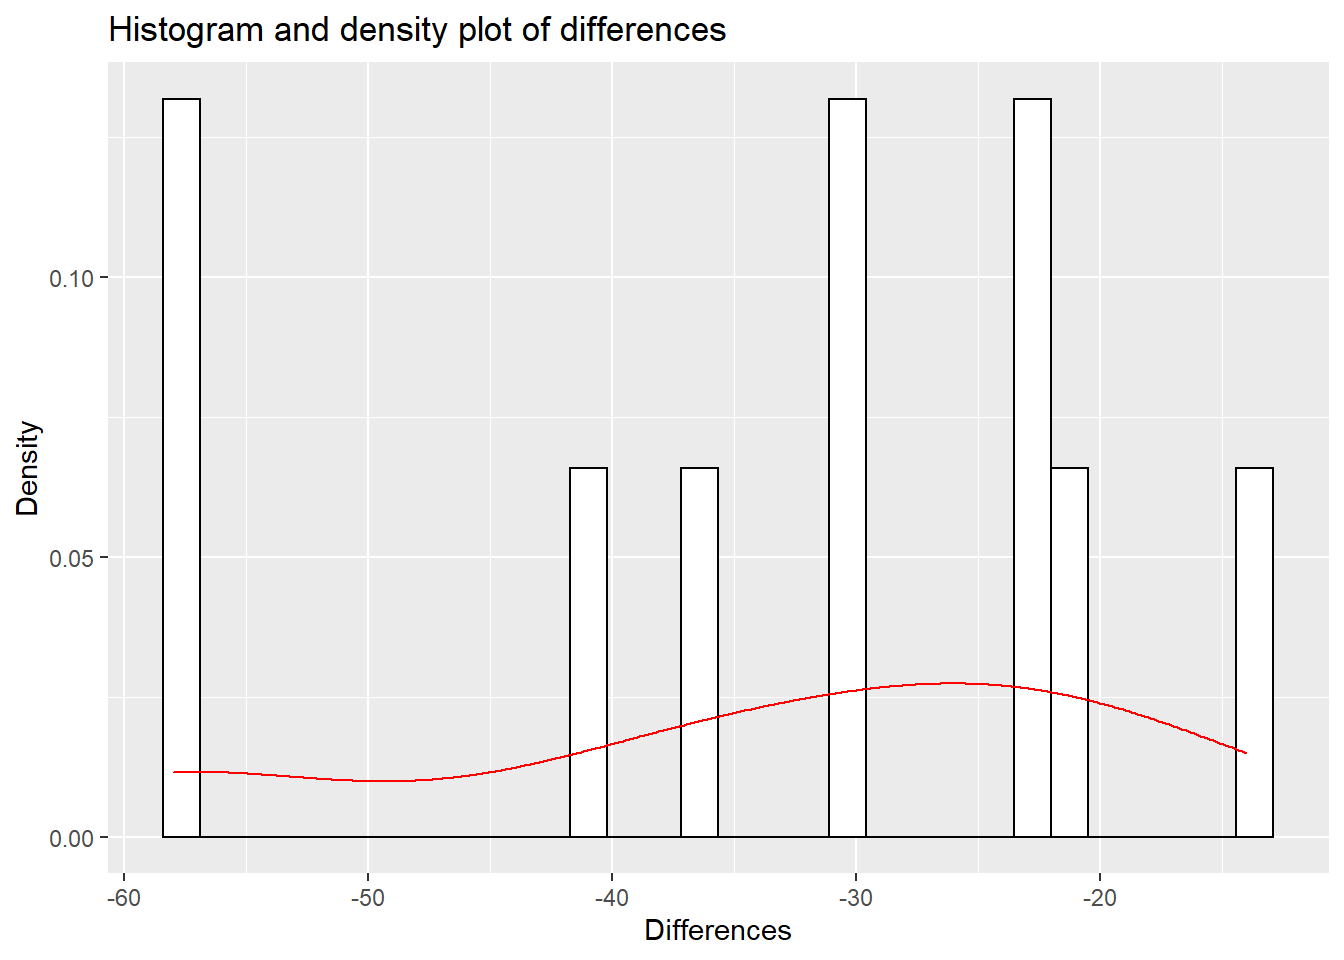 Histogram and density plot of differences
Density
0.10
0.05
0.00
-60 -50 -40 -30 -20
Differences